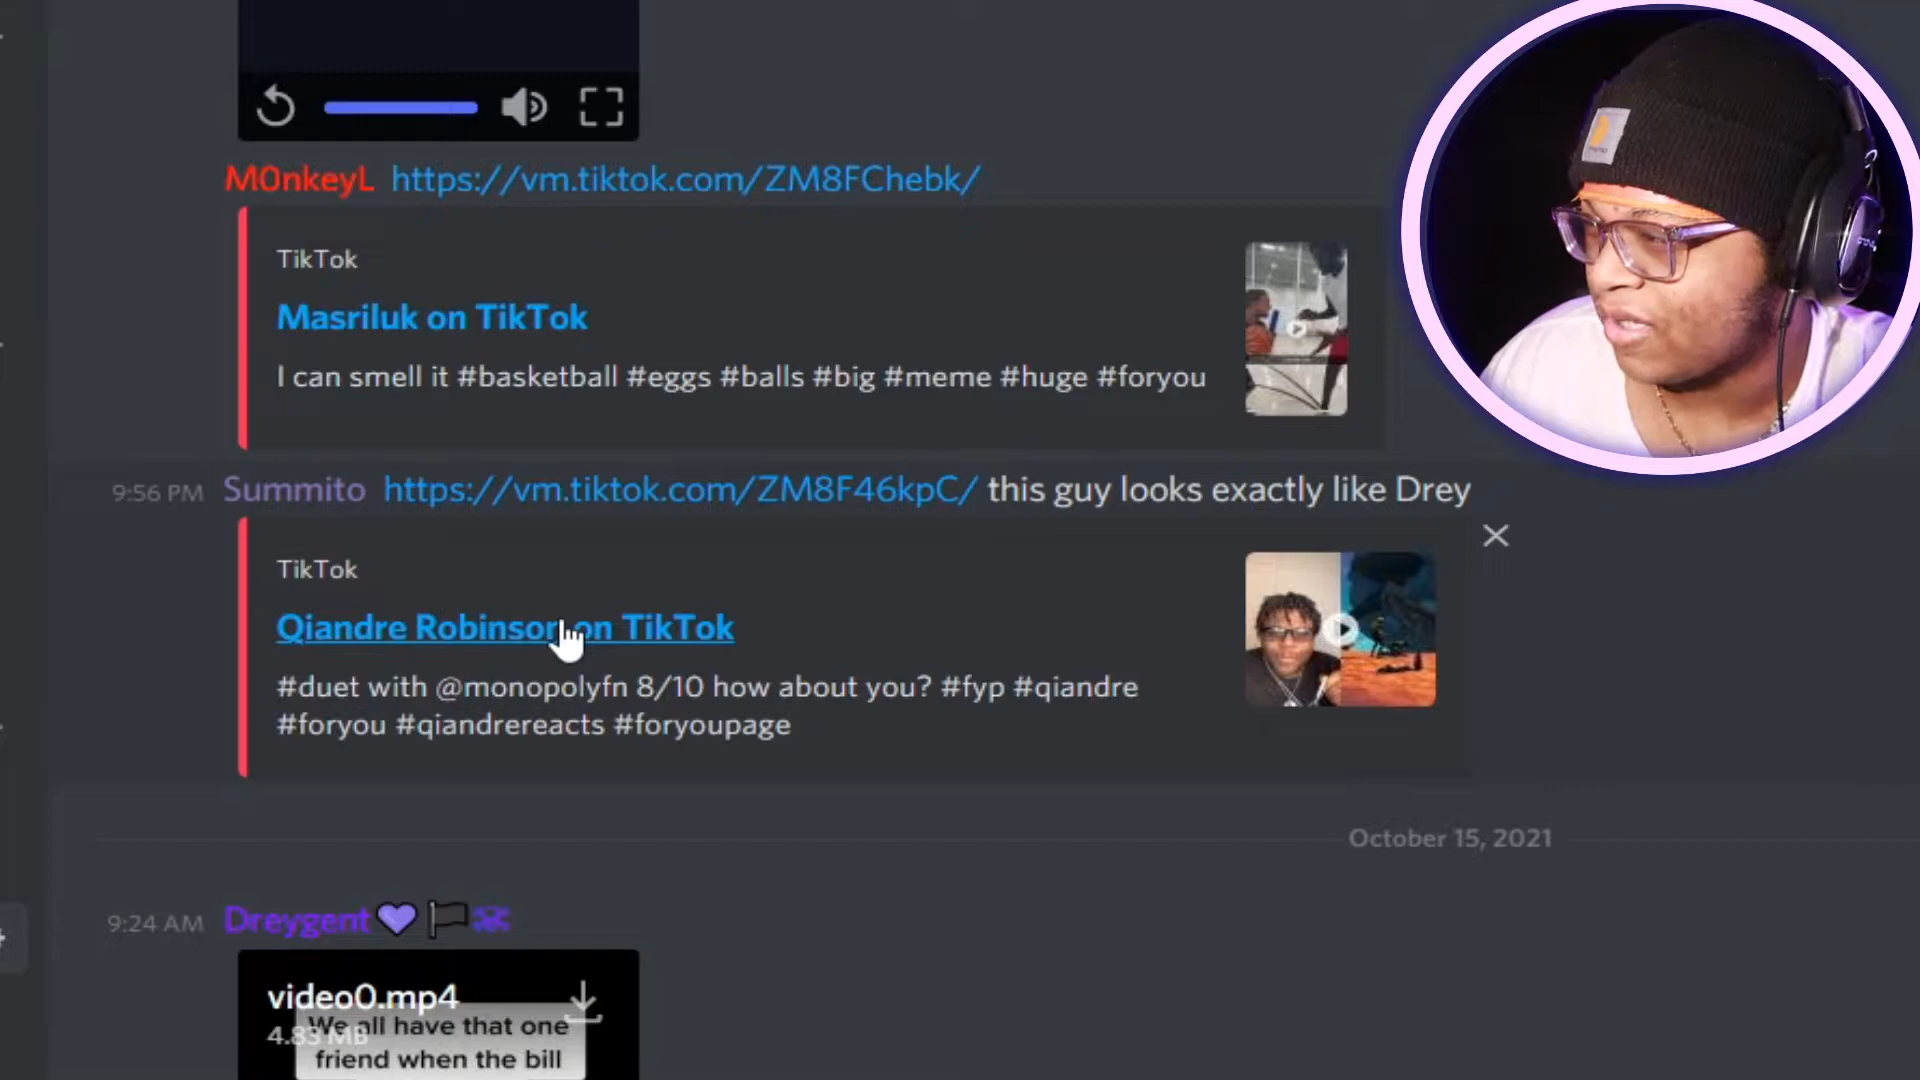 M0nkeyL https://vm.tiktok.com/ZM8FChebk/
TikTok
Masriluk on TikTok
I can smell it #basketball #eggs #balls #big #meme #huge #foryou
9:56 PM Summito https://vm.tiktok.com/ZM8F46kpC/ this guy looks exactly like Drey
TikTok
Qiandre Robinson on TikTok
#duet with @monopolyfn 8/10 how about you? #fyp #qiandre
#foryou #qiandrereacts #foryoupage
October 15, 2021
9:24 AM Dreygent
video0.mp4
4.83 MB
We all have that one
friend when the bill